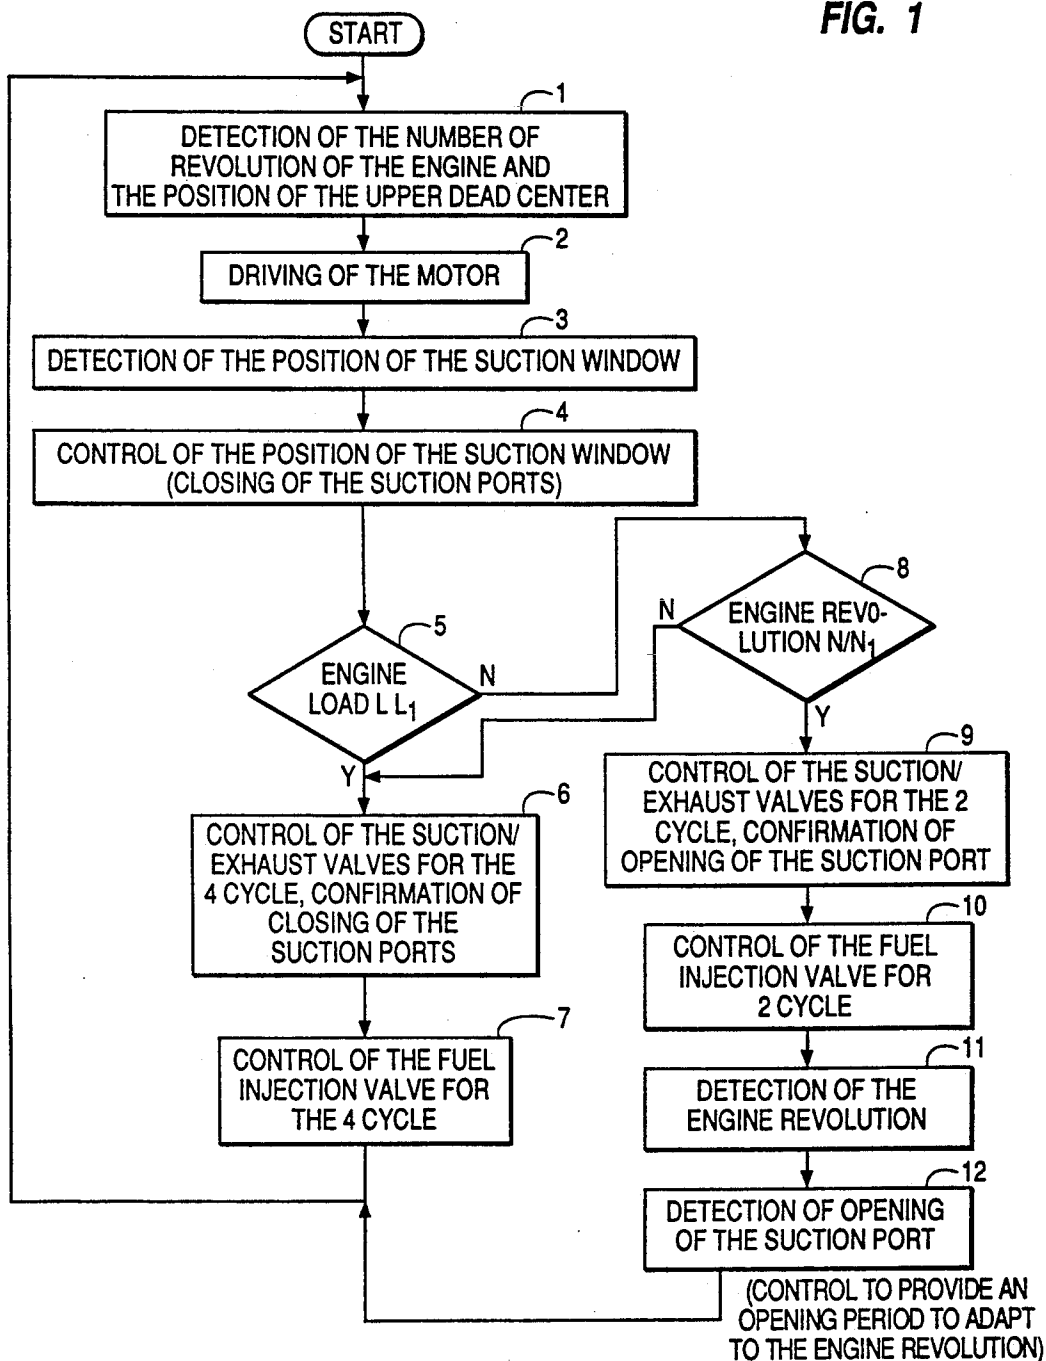 FIG. 1
START
1
DETECTION OF THE NUMBER OF
REVOLUTION OF THE ENGINE AND
THE POSITION OF THE UPPER DEAD CENTER
2
DRIVING OF THE MOTOR
3
DETECTION OF THE POSITION OF THE SUCTION WINDOW
4
CONTROL OF THE POSITION OF THE SUCTION WINDOW
(CLOSING OF THE SUCTION PORTS)
5
ENGINE
LOAD L L1
N
Y
6
CONTROL OF THE SUCTION/
EXHAUST VALVES FOR THE
4 CYCLE, CONFIRMATION OF
CLOSING OF THE
SUCTION PORTS
7
CONTROL OF THE FUEL
INJECTION VALVE FOR
THE 4 CYCLE
8
ENGINE REVO-
LUTION N/N1
N
Y
9
CONTROL OF THE SUCTION/
EXHAUST VALVES FOR THE 2
CYCLE, CONFIRMATION OF
OPENING OF THE SUCTION PORT
10
CONTROL OF THE FUEL
INJECTION VALVE FOR
2 CYCLE
11
DETECTION OF THE
ENGINE REVOLUTION
12
DETECTION OF OPENING
OF THE SUCTION PORT
(CONTROL TO PROVIDE AN
OPENING PERIOD TO ADAPT
TO THE ENGINE REVOLUTION)